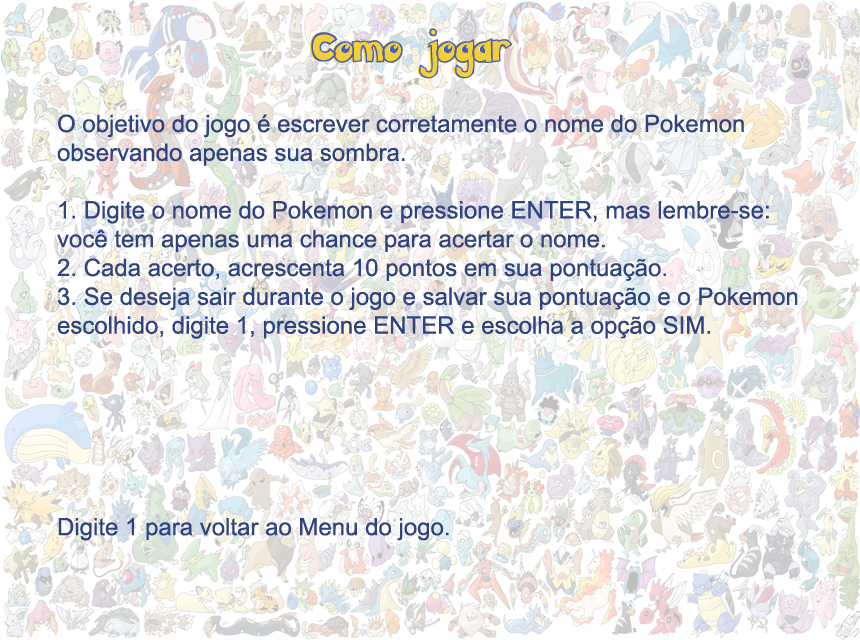 Como jogar
O objetivo do jogo é escrever corretamente o nome do Pokemon
observando apenas sua sombra.
1. Digite o nome do Pokemon e pressione ENTER, mas lembre-se:
você tem apenas uma chance para acertar o nome.
2. Cada acerto, acrescenta 10 pontos em sua pontuação.
3. Se deseja sair durante o jogo e salvar sua pontuação e o Pokemon
escolhido, digite 1, pressione ENTER e escolha a opção SIM.
Digite 1 para voltar ao Menu do jogo.